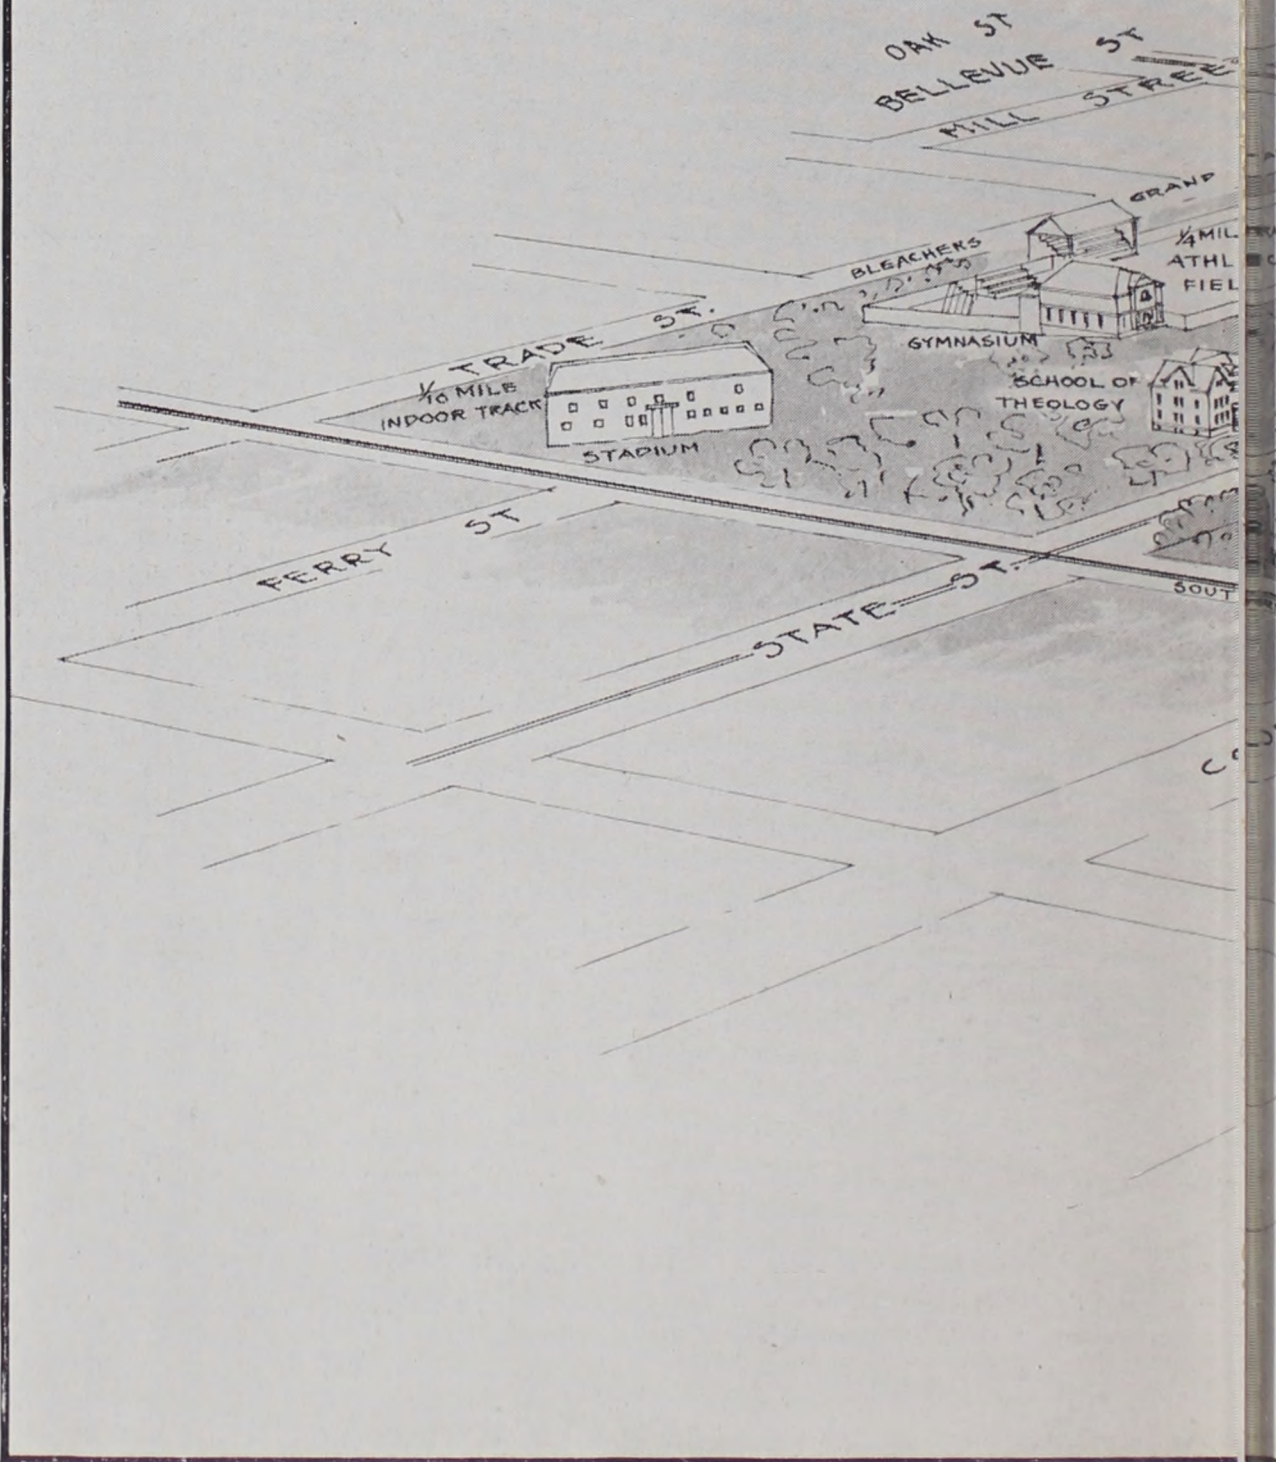 OAK ST
BELLEVUE ST
MILL STREE
GRAND
BLEACHERS
1/4 MIL
ATHL
FIEL
TRADE ST.
GYMNASIUM
1/10 MILE
INDOOR TRACK
SCHOOL OF
THEOLOGY
STADIUM
FERRY ST
STATE ST.
SOUT